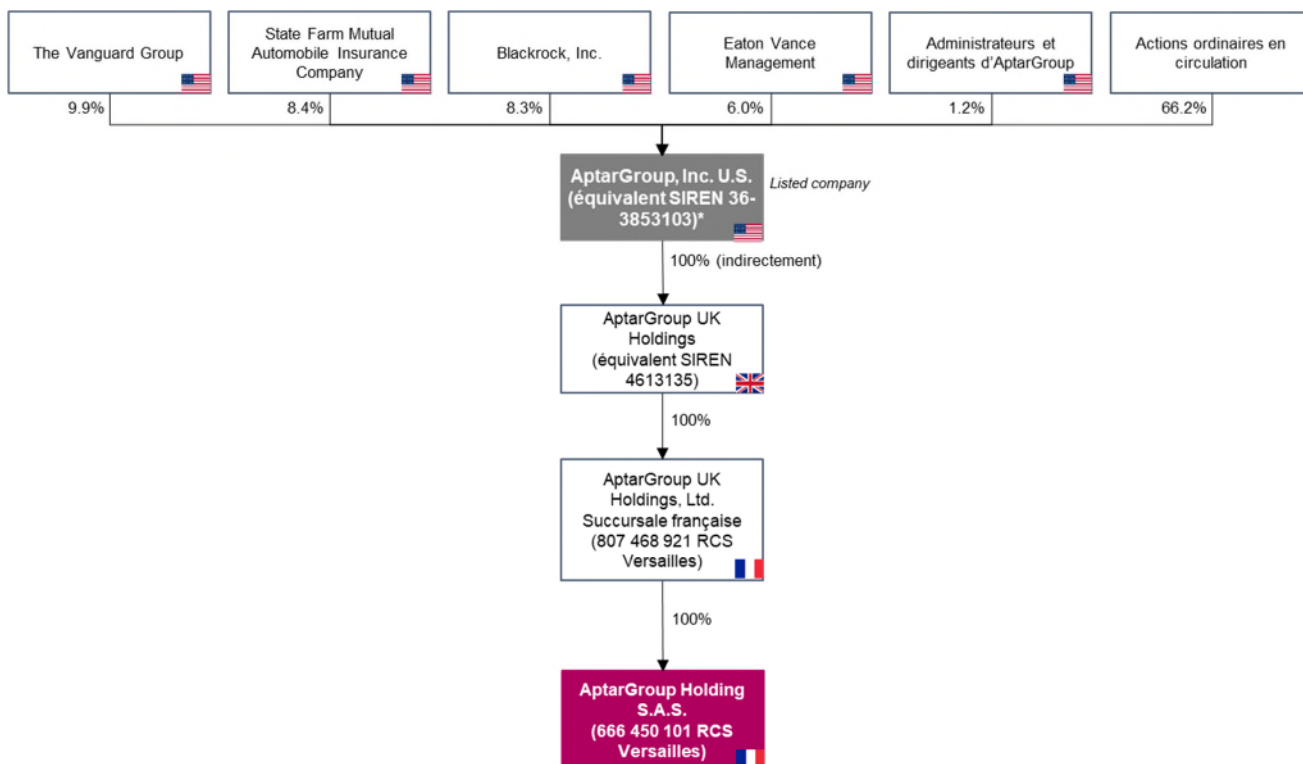 The Vanguard Group
State Farm Mutual
Automobile Insurance
Company
Blackrock, Inc.
Eaton Vance
Management
Administrateurs et
dirigeants d'AptarGroup
Actions ordinaires en
circulation
9.9%
8.4%
8.3%
6.0%
1.2%
66.2%
AptarGroup, Inc. U.S.
(équivalent SIREN 36-
3853103)*
Listed company
100% (indirectement)
AptarGroup UK
Holdings
(équivalent SIREN
4613135)
100%
AptarGroup UK
Holdings, Ltd.
Succursale française
(807 468 921 RCS
Versailles)
100%
AptarGroup Holding
S.A.S.
(666 450 101 RCS
Versailles)